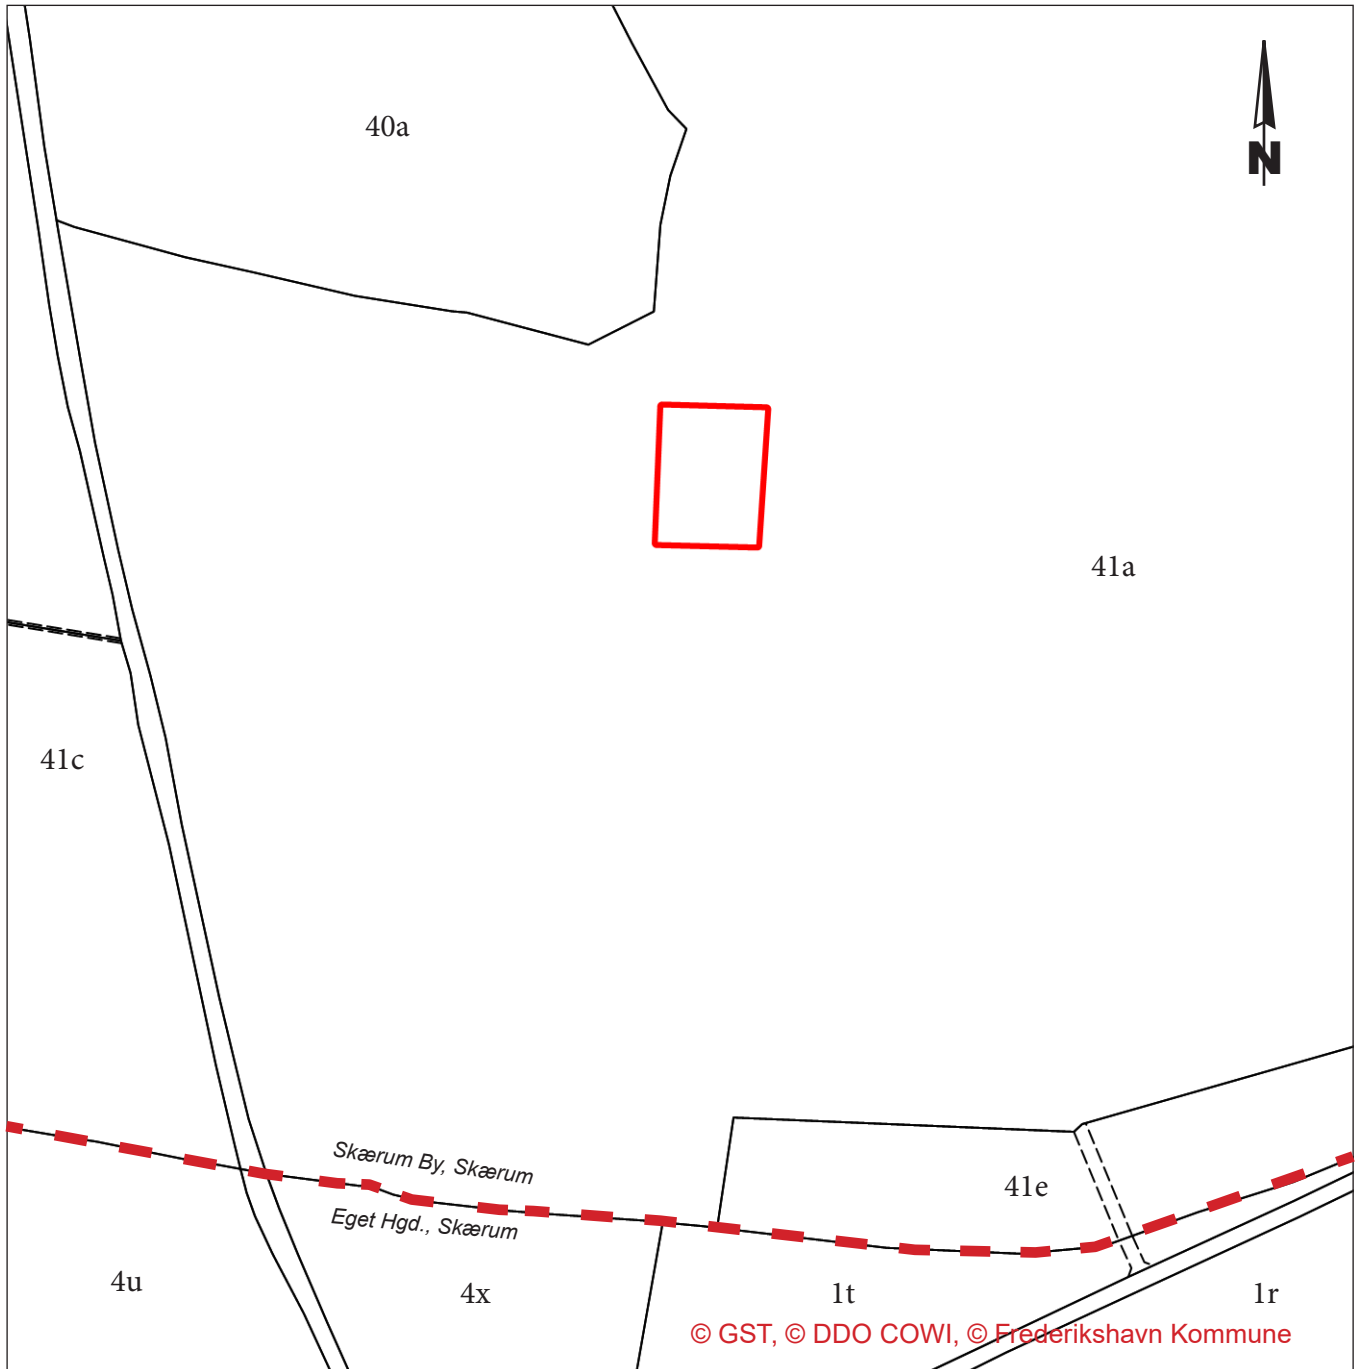 40a
N
41a
41c
Skærum By, Skærum
41e
Eget Hgd., Skærum
4u
4x
1t
1r
© GST, © DDO COWI, © Frederikshavn Kommune